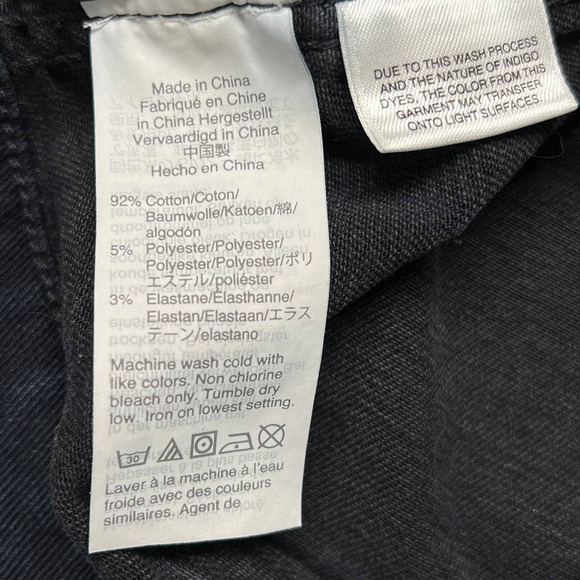 Made in China
Fabriqué en Chine
in China Hergestellt
Vervaardigd in China
中国製
Hecho en China
92% Cotton/Coton/
Baumwolle/Katoen/綿/
algodón
5% Polyester/Polyester/
Polyester/Polyester/ポリ
エステル/poliéster
3% Elastane/Élasthanne/
Elastan/Elastaan/エラス
テーン/elastano
Machine wash cold with
like colors. Non chlorine
bleach only. Tumble dry
low. Iron on lowest setting.
30
Laver à la machine à l'eau
froide avec des couleurs
similaires. Agent de
DUE TO THIS WASH PROCESS
AND THE NATURE OF INDIGO
DYES, THE COLOR FROM THIS
GARMENT MAY TRANSFER
ONTO LIGHT SURFACES.